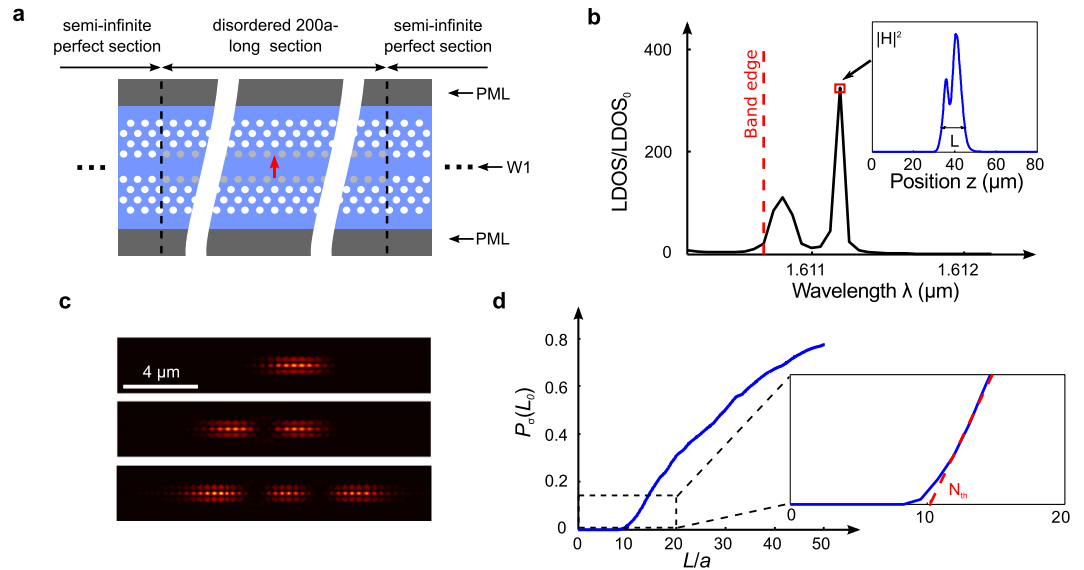 a
semi-infinite
perfect section
disordered 200a-
long section
semi-infinite
perfect section
PML
W1
PML
b
400
200
0
LDOS/LDOS₀
Band edge
1.611
1.612
Wavelength λ (μm)
|H|²
L
0
20
40
60
80
Position z (μm)
c
4 μm
d
0.8
0.6
0.4
0.2
0
Pσ(L₀)
0
10
20
30
40
50
L/a
Nth
0
10
20